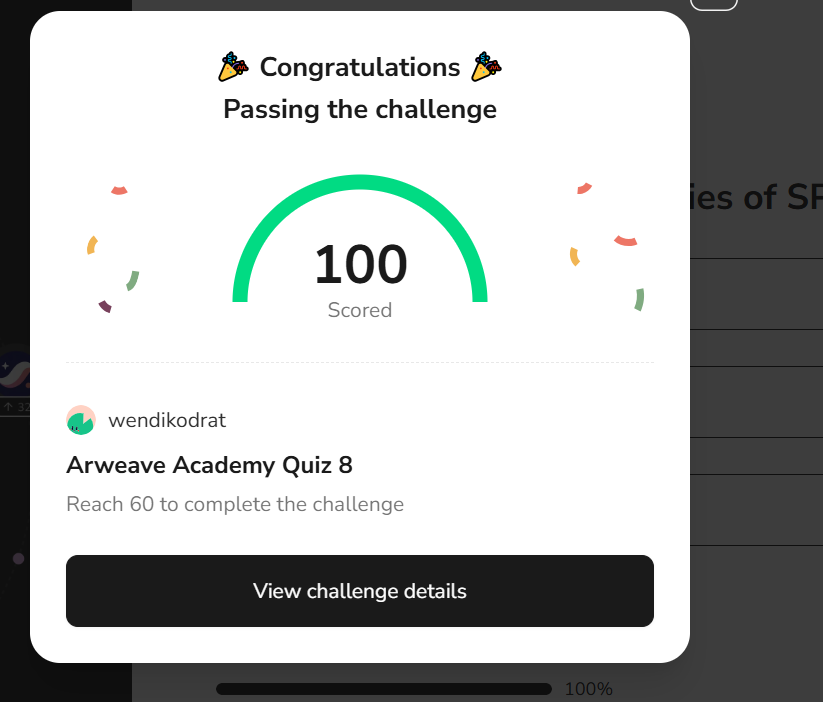 Congratulations
Passing the challenge
ies of SP
100
Scored
32
wendikodrat
Arweave Academy Quiz 8
Reach 60 to complete the challenge
View challenge details
100%